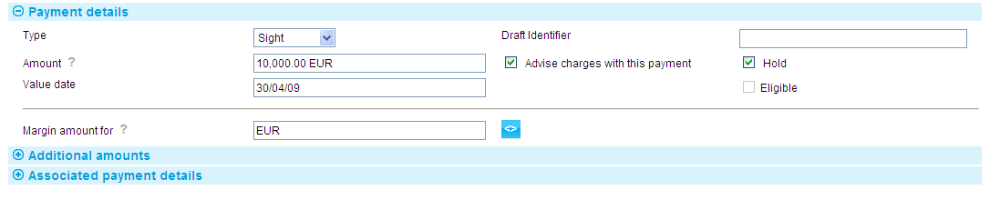 Payment details
Type Sight Draft Identifier
Amount ? 10,000.00 EUR Advise charges with this payment Hold
Value date 30/04/09 Eligible
Margin amount for ? EUR <>
Additional amounts
Associated payment details